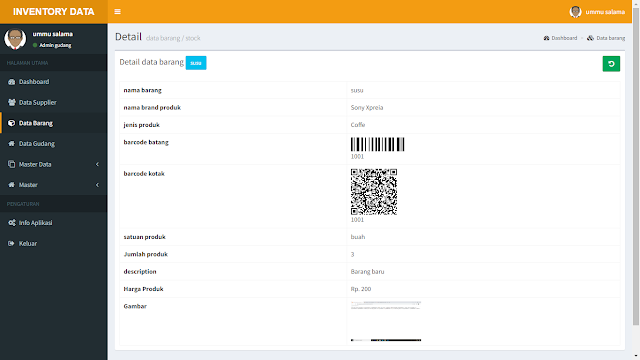 INVENTORY DATA
ummu salama
ummu salama
Admin gudang
Detail data barang / stock
Dashboard > Data barang
HALAMAN UTAMA
Dashboard
Data Supplier
Data Barang
Data Gudang
Master Data
Master
PENGATURAN
Info Aplikasi
Keluar
Detail data barang susu
nama barang susu
nama brand produk Sony Xpreia
jenis produk Coffe
barcode batang
1001
barcode kotak
1001
satuan produk buah
Jumlah produk 3
description Barang baru
Harga Produk Rp. 200
Gambar